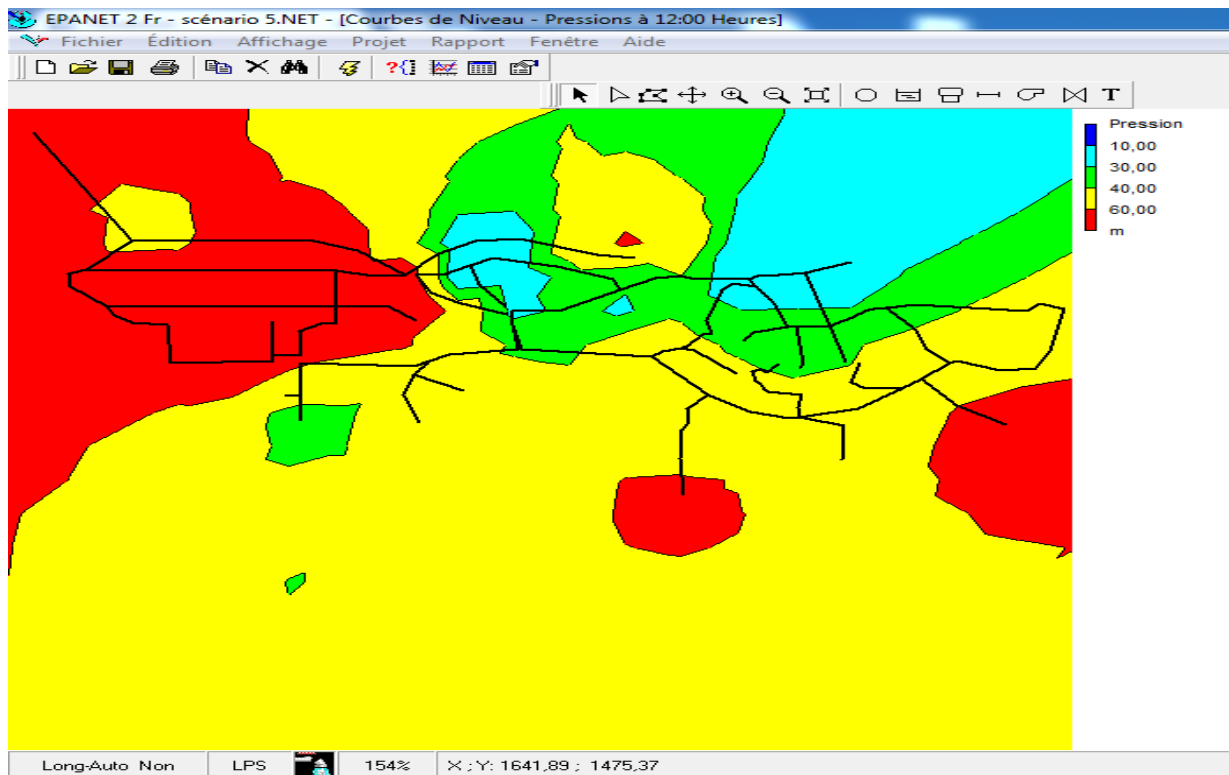 EPANET 2 Fr - scénario 5.NET - [Courbes de Niveau - Pressions à 12:00 Heures]
Fichier Édition Affichage Projet Rapport Fenêtre Aide
T
Pression
10,00
30,00
40,00
60,00
m
Long-Auto Non LPS 154% X ; Y: 1641,89 ; 1475,37